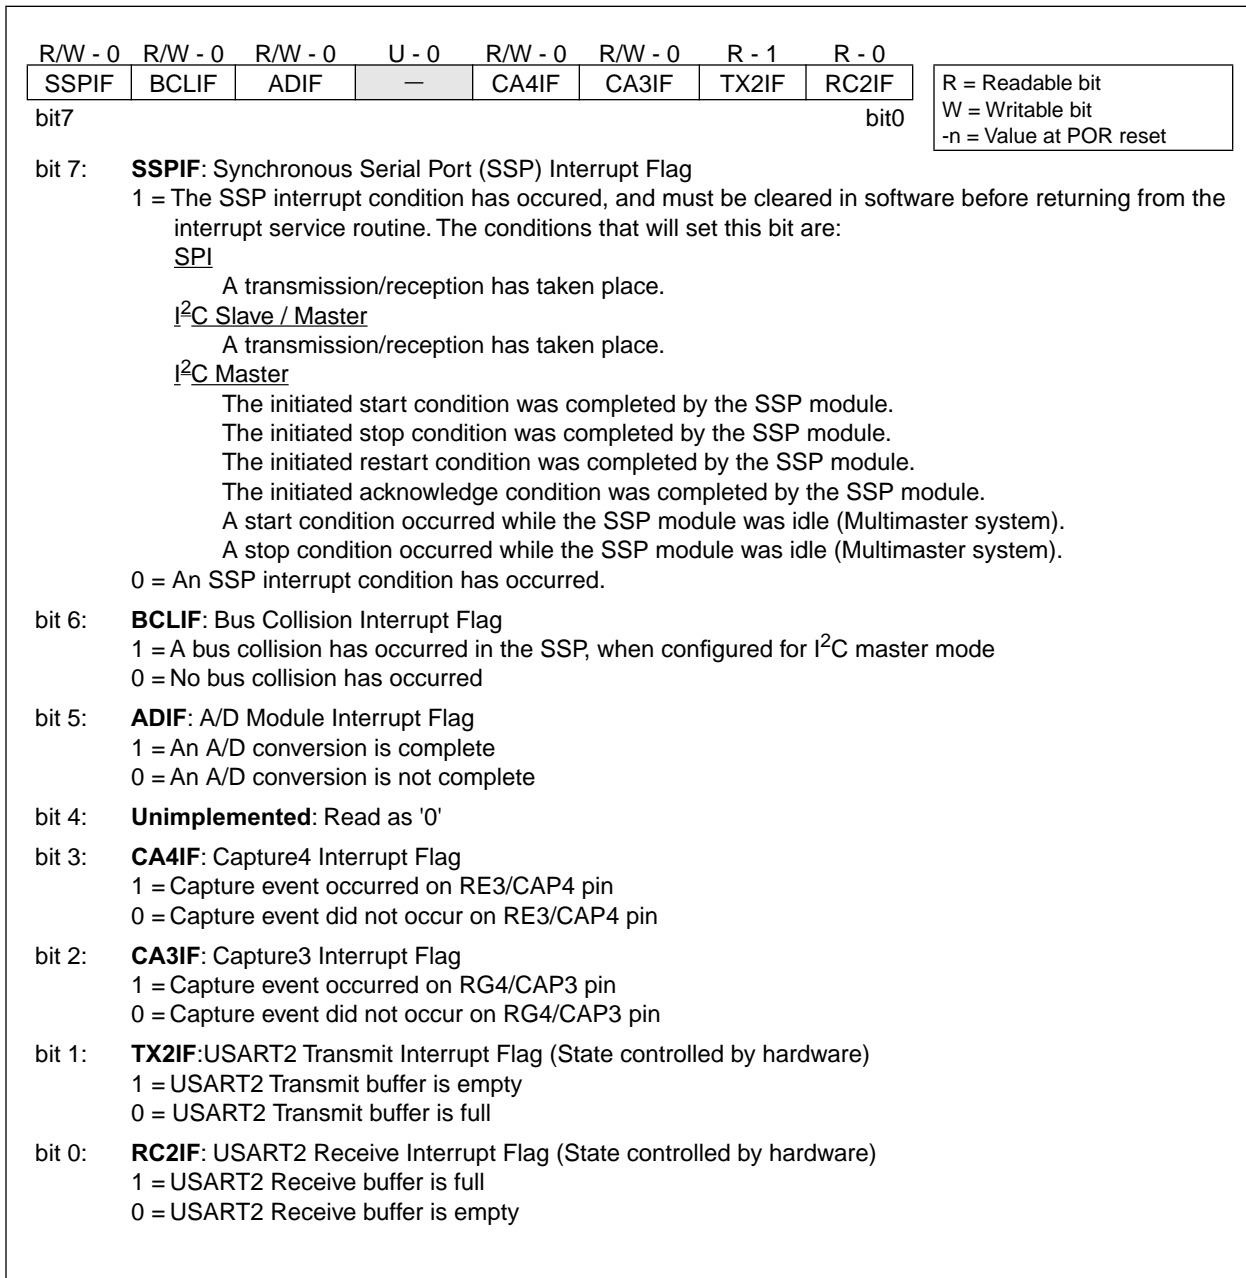 R/W - 0 R/W - 0 R/W - 0 U - 0 R/W - 0 R/W - 0 R - 1 R - 0
SSPIF BCLIF ADIF — CA4IF CA3IF TX2IF RC2IF
bit7 bit0
R = Readable bit
W = Writable bit
-n = Value at POR reset
bit 7: SSPIF: Synchronous Serial Port (SSP) Interrupt Flag
1 = The SSP interrupt condition has occured, and must be cleared in software before returning from the
interrupt service routine. The conditions that will set this bit are:
SPI
A transmission/reception has taken place.
I²C Slave / Master
A transmission/reception has taken place.
I²C Master
The initiated start condition was completed by the SSP module.
The initiated stop condition was completed by the SSP module.
The initiated restart condition was completed by the SSP module.
The initiated acknowledge condition was completed by the SSP module.
A start condition occurred while the SSP module was idle (Multimaster system).
A stop condition occurred while the SSP module was idle (Multimaster system).
0 = An SSP interrupt condition has occurred.
bit 6: BCLIF: Bus Collision Interrupt Flag
1 = A bus collision has occurred in the SSP, when configured for I²C master mode
0 = No bus collision has occurred
bit 5: ADIF: A/D Module Interrupt Flag
1 = An A/D conversion is complete
0 = An A/D conversion is not complete
bit 4: Unimplemented: Read as '0'
bit 3: CA4IF: Capture4 Interrupt Flag
1 = Capture event occurred on RE3/CAP4 pin
0 = Capture event did not occur on RE3/CAP4 pin
bit 2: CA3IF: Capture3 Interrupt Flag
1 = Capture event occurred on RG4/CAP3 pin
0 = Capture event did not occur on RG4/CAP3 pin
bit 1: TX2IF:USART2 Transmit Interrupt Flag (State controlled by hardware)
1 = USART2 Transmit buffer is empty
0 = USART2 Transmit buffer is full
bit 0: RC2IF: USART2 Receive Interrupt Flag (State controlled by hardware)
1 = USART2 Receive buffer is full
0 = USART2 Receive buffer is empty